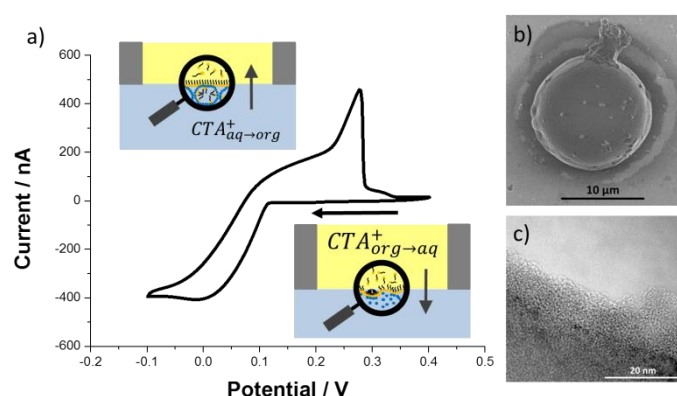 a)
600
400
200
0
-200
-400
-600
Current / nA
-0.2
-0.1
0.0
0.1
0.2
0.3
0.4
0.5
Potential / V
CTA⁺aq→org
CTA⁺org→aq
b)
10 μm
c)
20 nm